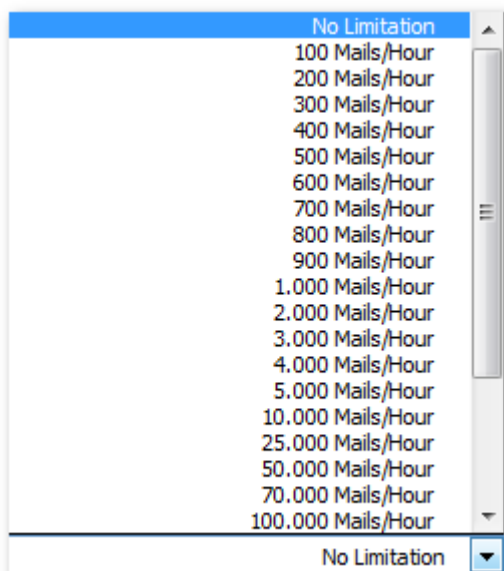 No Limitation
100 Mails/Hour
200 Mails/Hour
300 Mails/Hour
400 Mails/Hour
500 Mails/Hour
600 Mails/Hour
700 Mails/Hour
800 Mails/Hour
900 Mails/Hour
1.000 Mails/Hour
2.000 Mails/Hour
3.000 Mails/Hour
4.000 Mails/Hour
5.000 Mails/Hour
10.000 Mails/Hour
25.000 Mails/Hour
50.000 Mails/Hour
70.000 Mails/Hour
100.000 Mails/Hour
No Limitation